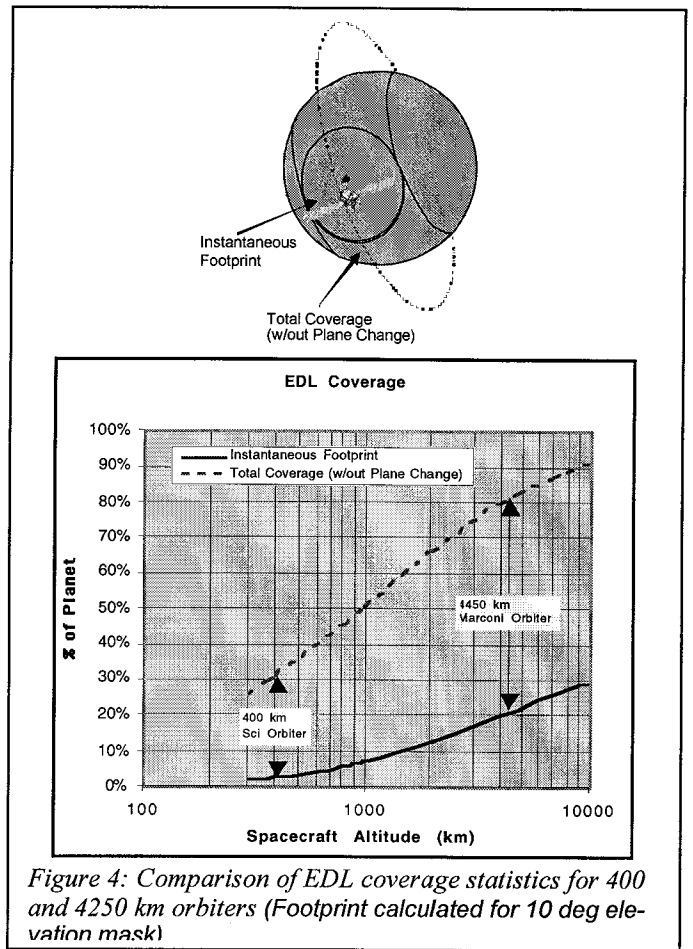 Instantaneous
Footprint
Total Coverage
(w/out Plane Change)
EDL Coverage
100%
90%
80%
70%
60%
50%
40%
30%
20%
10%
0%
% of Planet
Instantaneous Footprint
Total Coverage (w/out Plane Change)
4450 km
Marconi Orbiter
400 km
Sci Orbiter
100
1000
10000
Spacecraft Altitude (km)
Figure 4: Comparison of EDL coverage statistics for 400
and 4250 km orbiters (Footprint calculated for 10 deg ele-
vation mask)